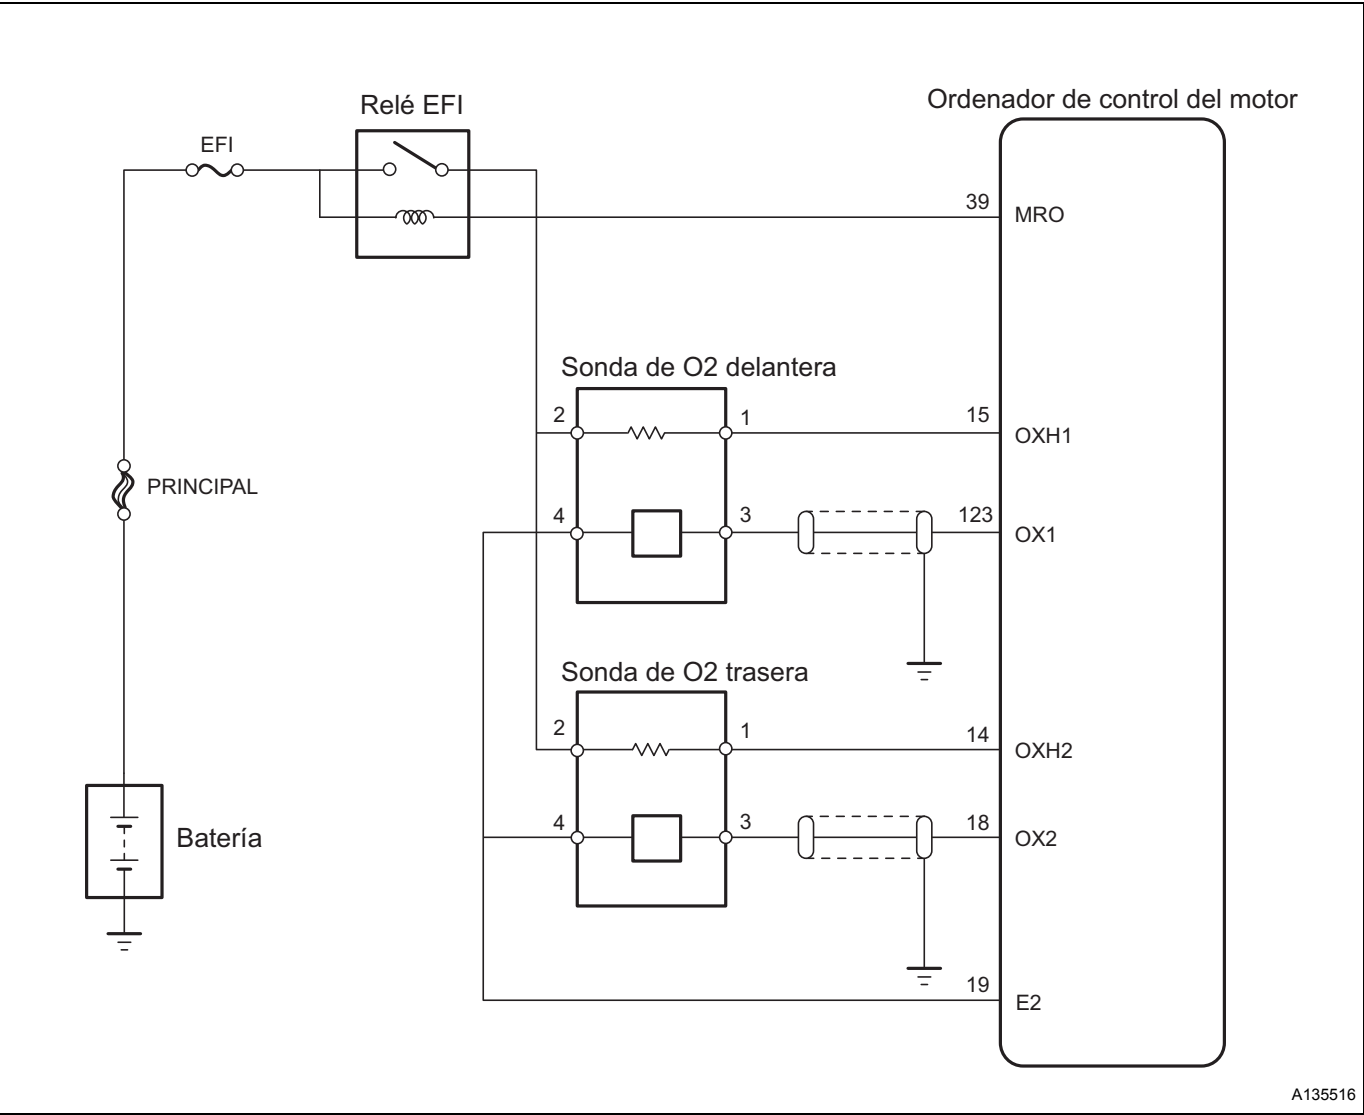 Ordenador de control del motor
Relé EFI
EFI
39
MRO
Sonda de O2 delantera
2
1
15
OXH1
PRINCIPAL
4
3
123
OX1
Sonda de O2 trasera
2
1
14
OXH2
4
3
18
OX2
Batería
19
E2
A135516